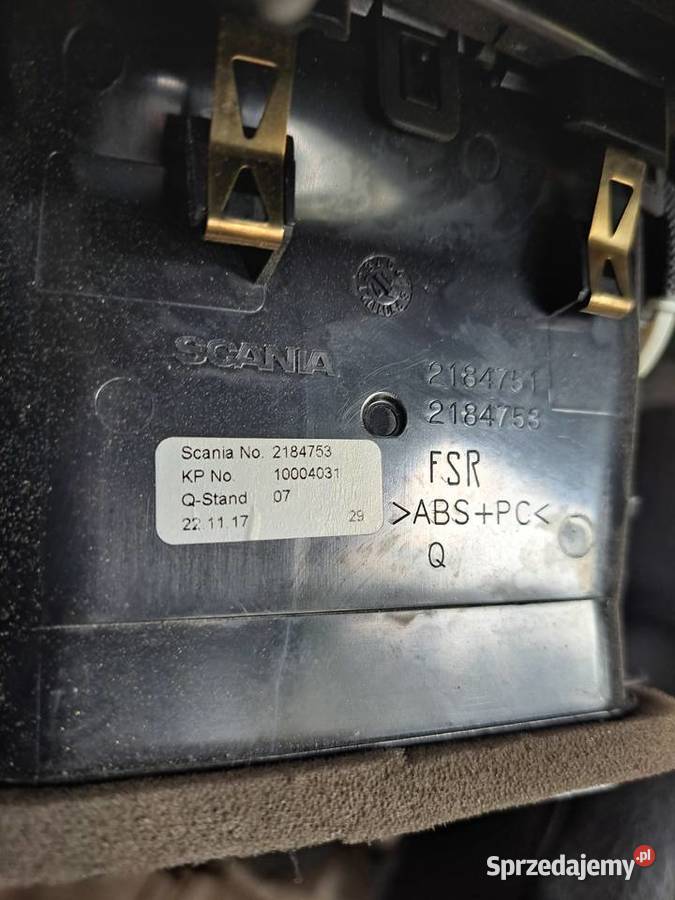 SCANIA
2184751
2184753
Scania No. 2184753
KP No. 10004031
Q-Stand 07
22.11.17 29
FSR
>ABS+PC<
Q
Sprzedajemy.pl